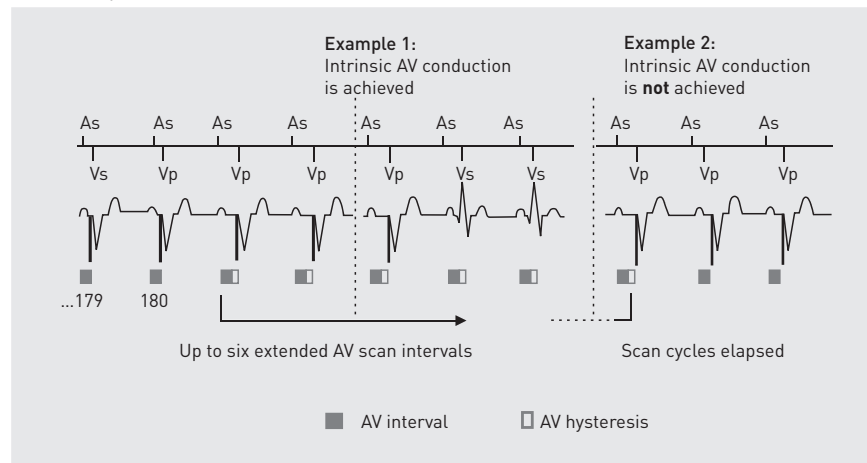 Example 1:
Intrinsic AV conduction
is achieved
Example 2:
Intrinsic AV conduction
is not achieved
As As As As As As As As As As
Vs Vp Vp Vp Vp Vs Vs Vp Vp Vp
...179 180
Up to six extended AV scan intervals
Scan cycles elapsed
AV interval
AV hysteresis